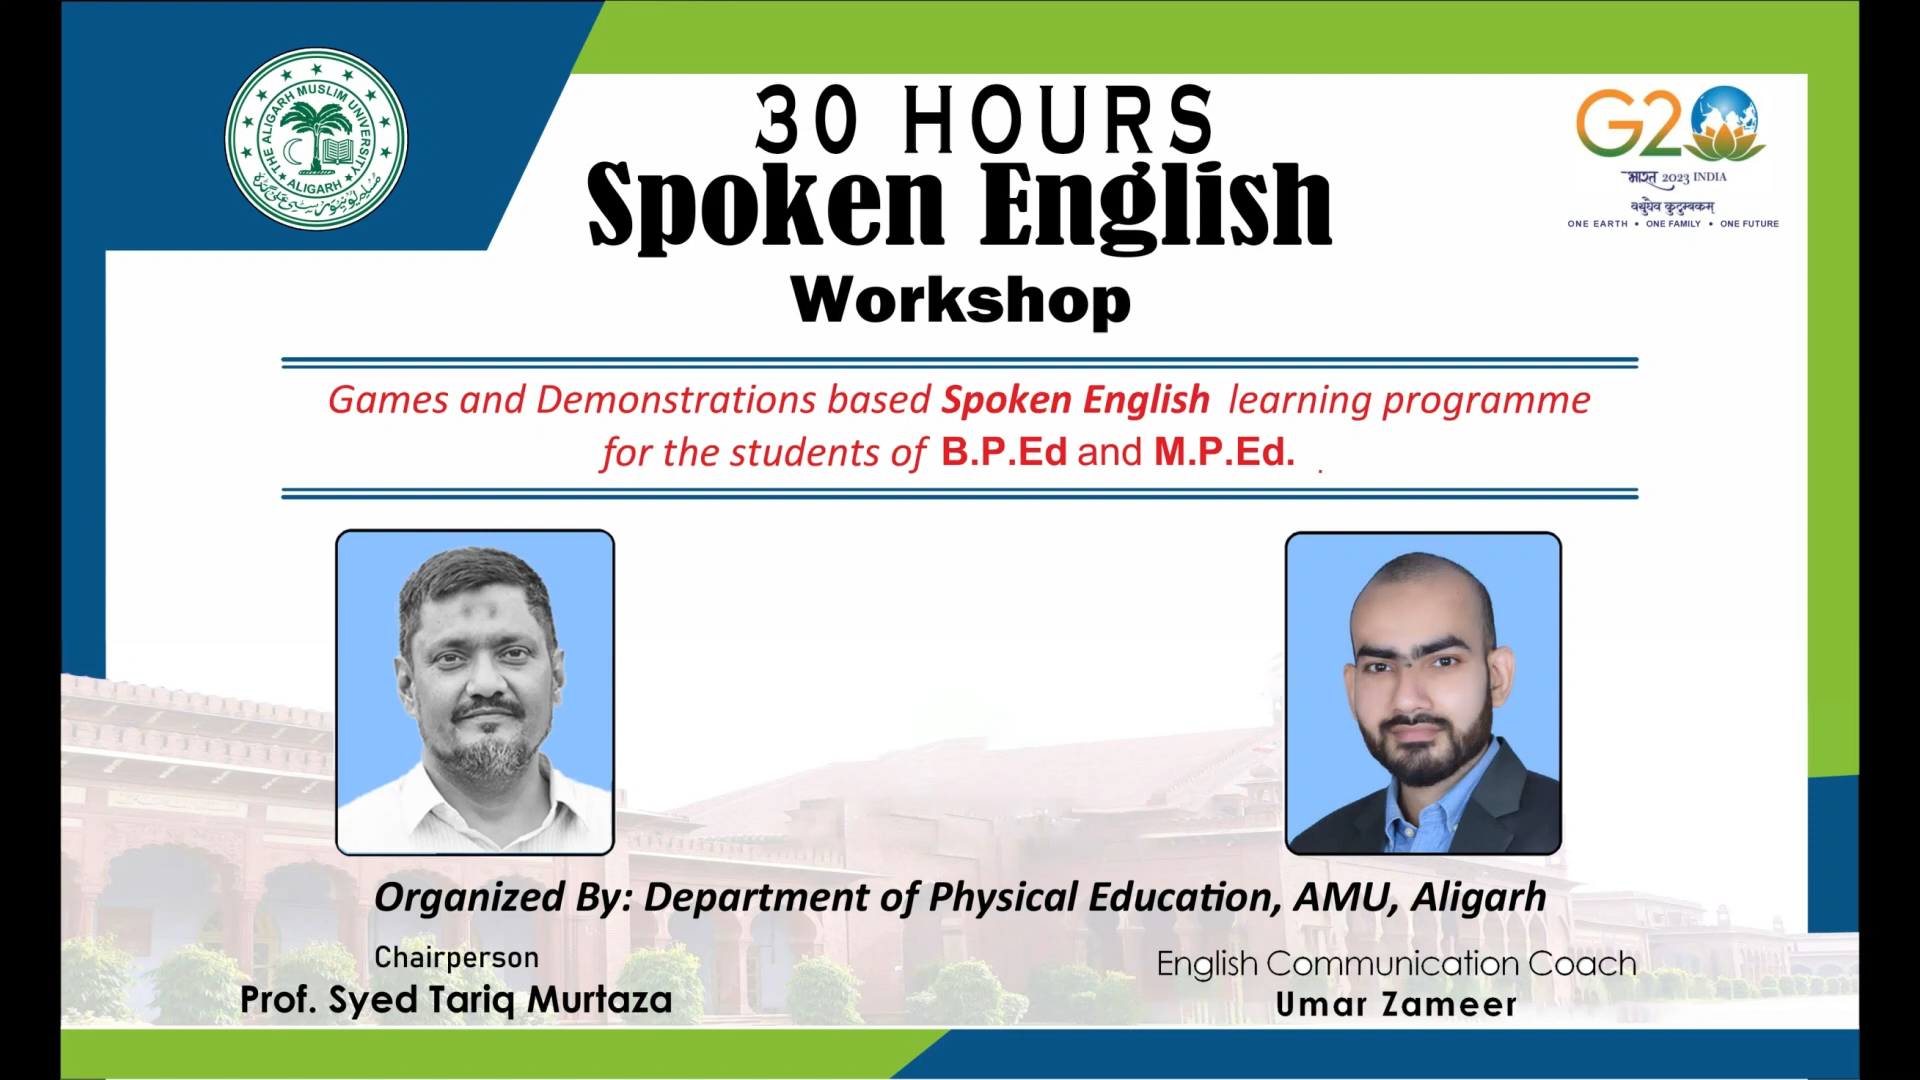 THE ALIGARH MUSLIM UNIVERSITY
ALIGARH
30 HOURS
Spoken English
Workshop
G20
भारत 2023 INDIA
वसुधैव कुटुम्बकम्
ONE EARTH • ONE FAMILY • ONE FUTURE
Games and Demonstrations based Spoken English learning programme
for the students of B.P.Ed and M.P.Ed. .
Organized By: Department of Physical Education, AMU, Aligarh
Chairperson
Prof. Syed Tariq Murtaza
English Communication Coach
Umar Zameer